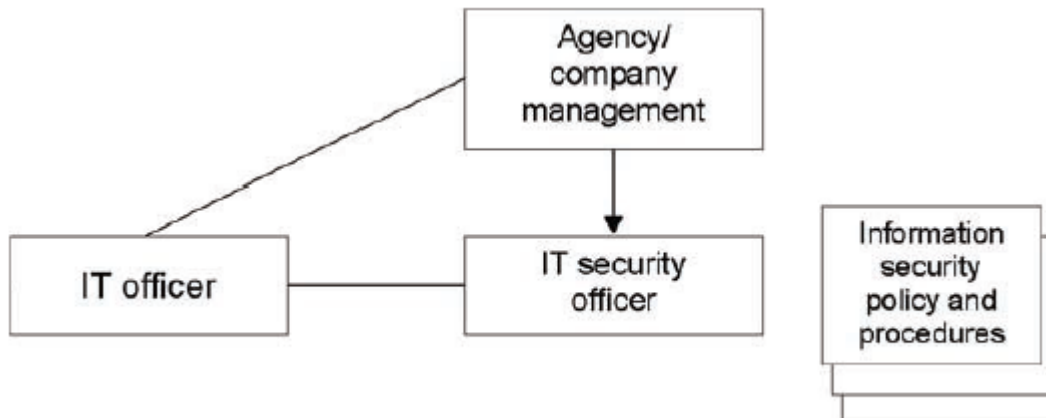 Agency/
company
management
IT officer
IT security
officer
Information
security
policy and
procedures